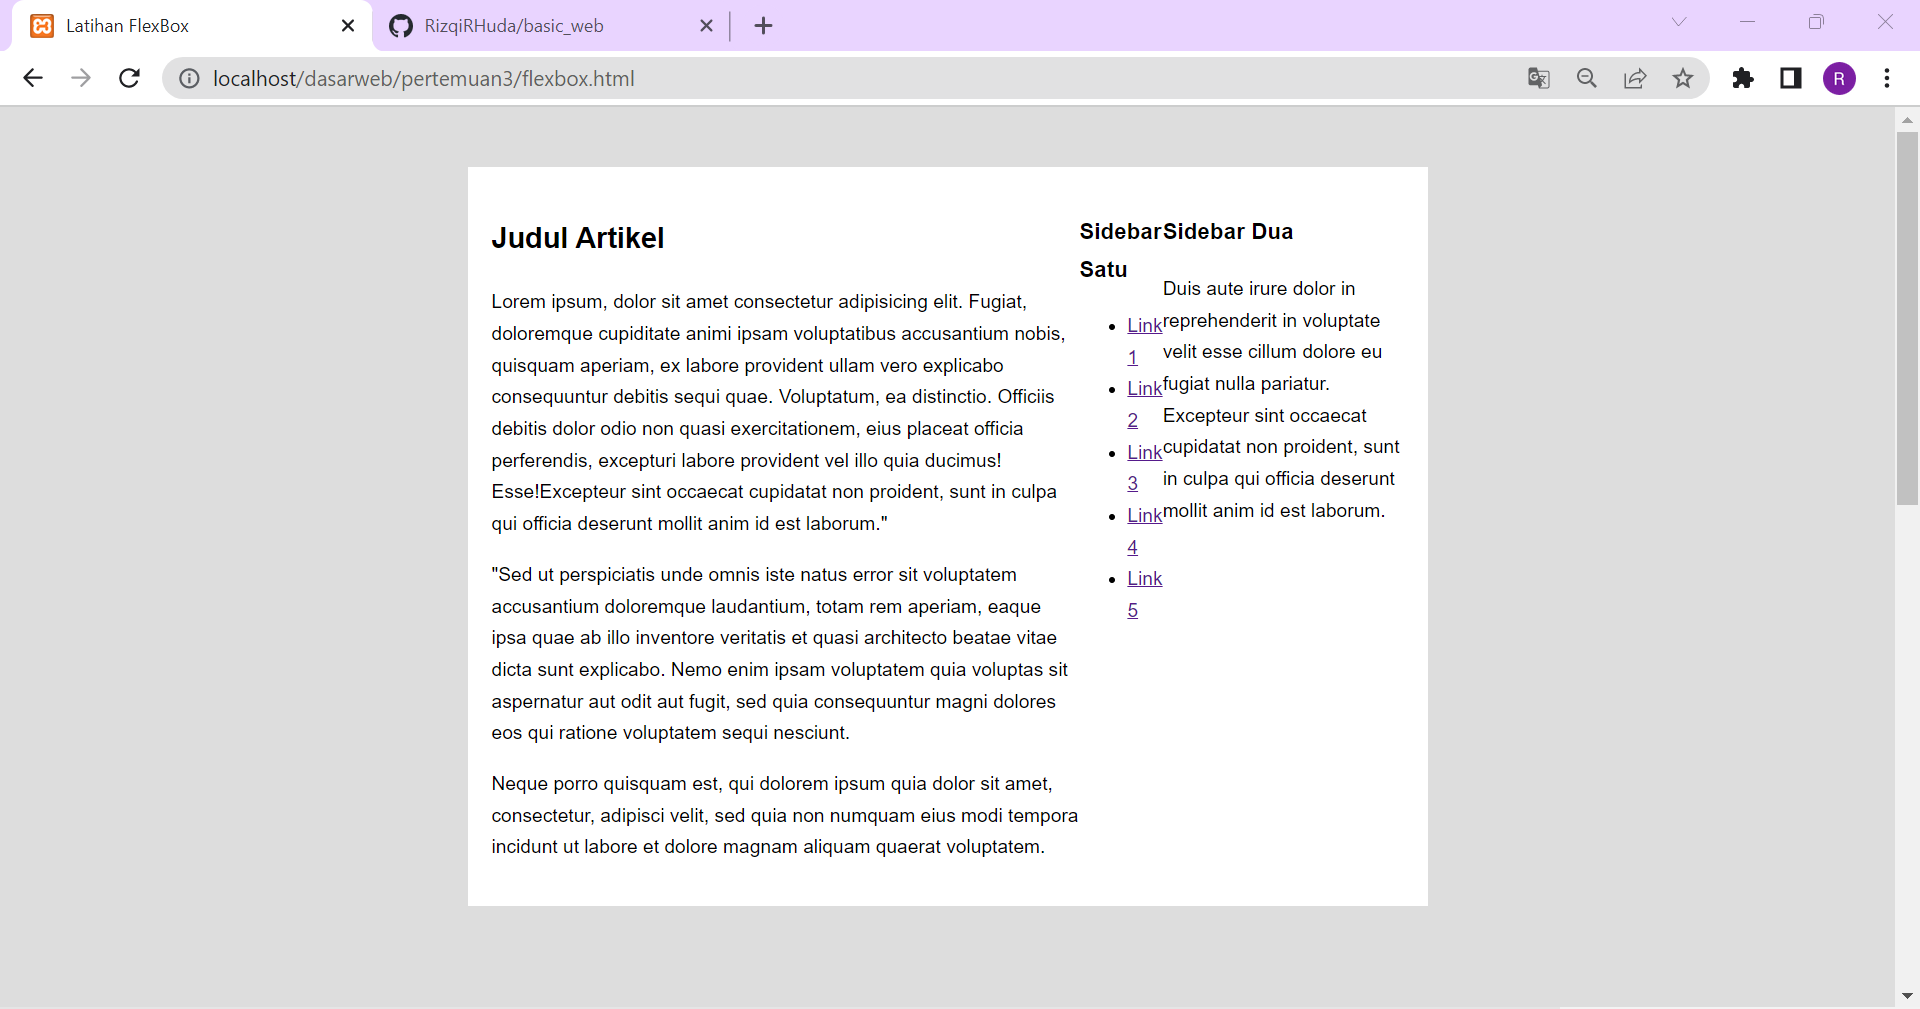 Latihan FlexBox
RizqiRHuda/basic_web
localhost/dasarweb/pertemuan3/flexbox.html
R
Judul Artikel
Lorem ipsum, dolor sit amet consectetur adipisicing elit. Fugiat,
doloremque cupiditate animi ipsam voluptatibus accusantium nobis,
quisquam aperiam, ex labore provident ullam vero explicabo
consequuntur debitis sequi quae. Voluptatum, ea distinctio. Officiis
debitis dolor odio non quasi exercitationem, eius placeat officia
perferendis, excepturi labore provident vel illo quia ducimus!
Esse!Excepteur sint occaecat cupidatat non proident, sunt in culpa
qui officia deserunt mollit anim id est laborum."
"Sed ut perspiciatis unde omnis iste natus error sit voluptatem
accusantium doloremque laudantium, totam rem aperiam, eaque
ipsa quae ab illo inventore veritatis et quasi architecto beatae vitae
dicta sunt explicabo. Nemo enim ipsam voluptatem quia voluptas sit
aspernatur aut odit aut fugit, sed quia consequuntur magni dolores
eos qui ratione voluptatem sequi nesciunt.
Neque porro quisquam est, qui dolorem ipsum quia dolor sit amet,
consectetur, adipisci velit, sed quia non numquam eius modi tempora
incidunt ut labore et dolore magnam aliquam quaerat voluptatem.
Sidebar
Satu
Link
1
Link
2
Link
3
Link
4
Link
5
Sidebar Dua
Duis aute irure dolor in
reprehenderit in voluptate
velit esse cillum dolore eu
fugiat nulla pariatur.
Excepteur sint occaecat
cupidatat non proident, sunt
in culpa qui officia deserunt
mollit anim id est laborum.